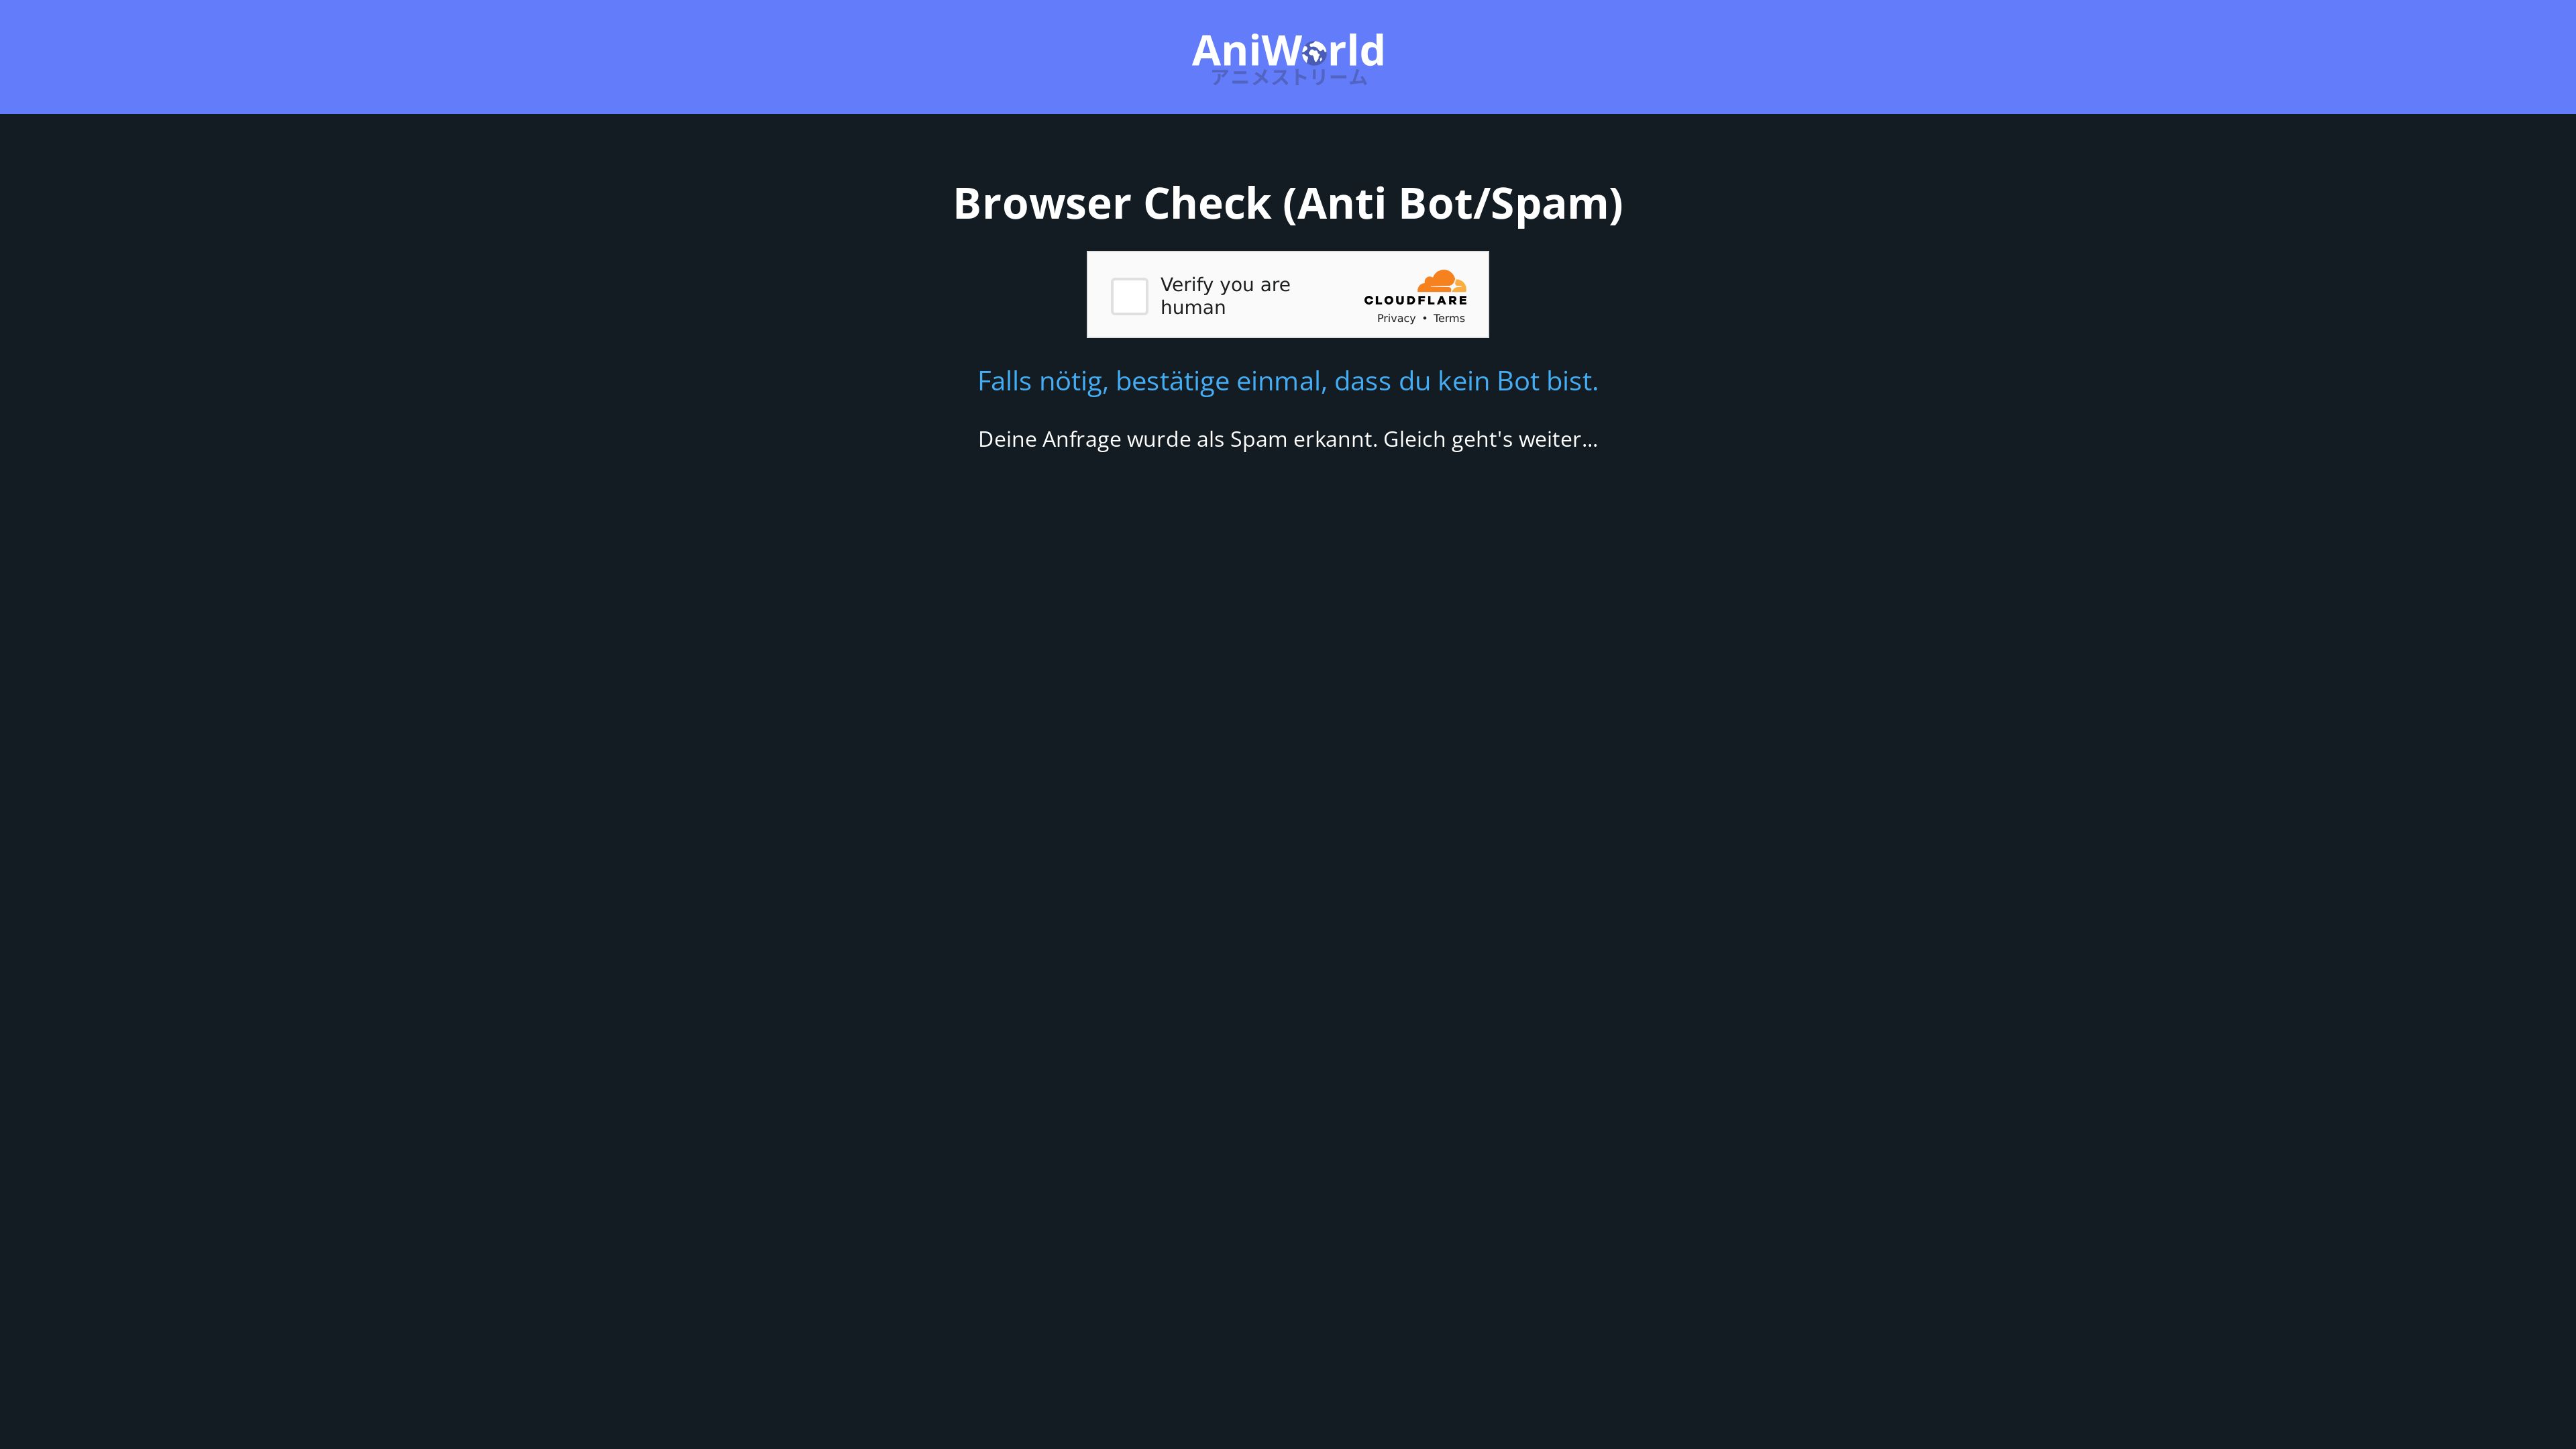 AniWorld
アニメストリーム
Browser Check (Anti Bot/Spam)
Verify you are
human
CLOUDFLARE
Privacy • Terms
Falls nötig, bestätige einmal, dass du kein Bot bist.
Deine Anfrage wurde als Spam erkannt. Gleich geht's weiter...